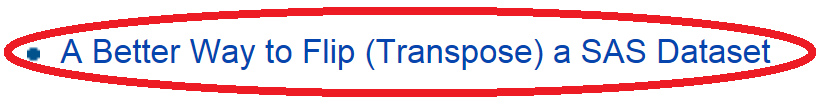 • A Better Way to Flip (Transpose) a SAS Dataset